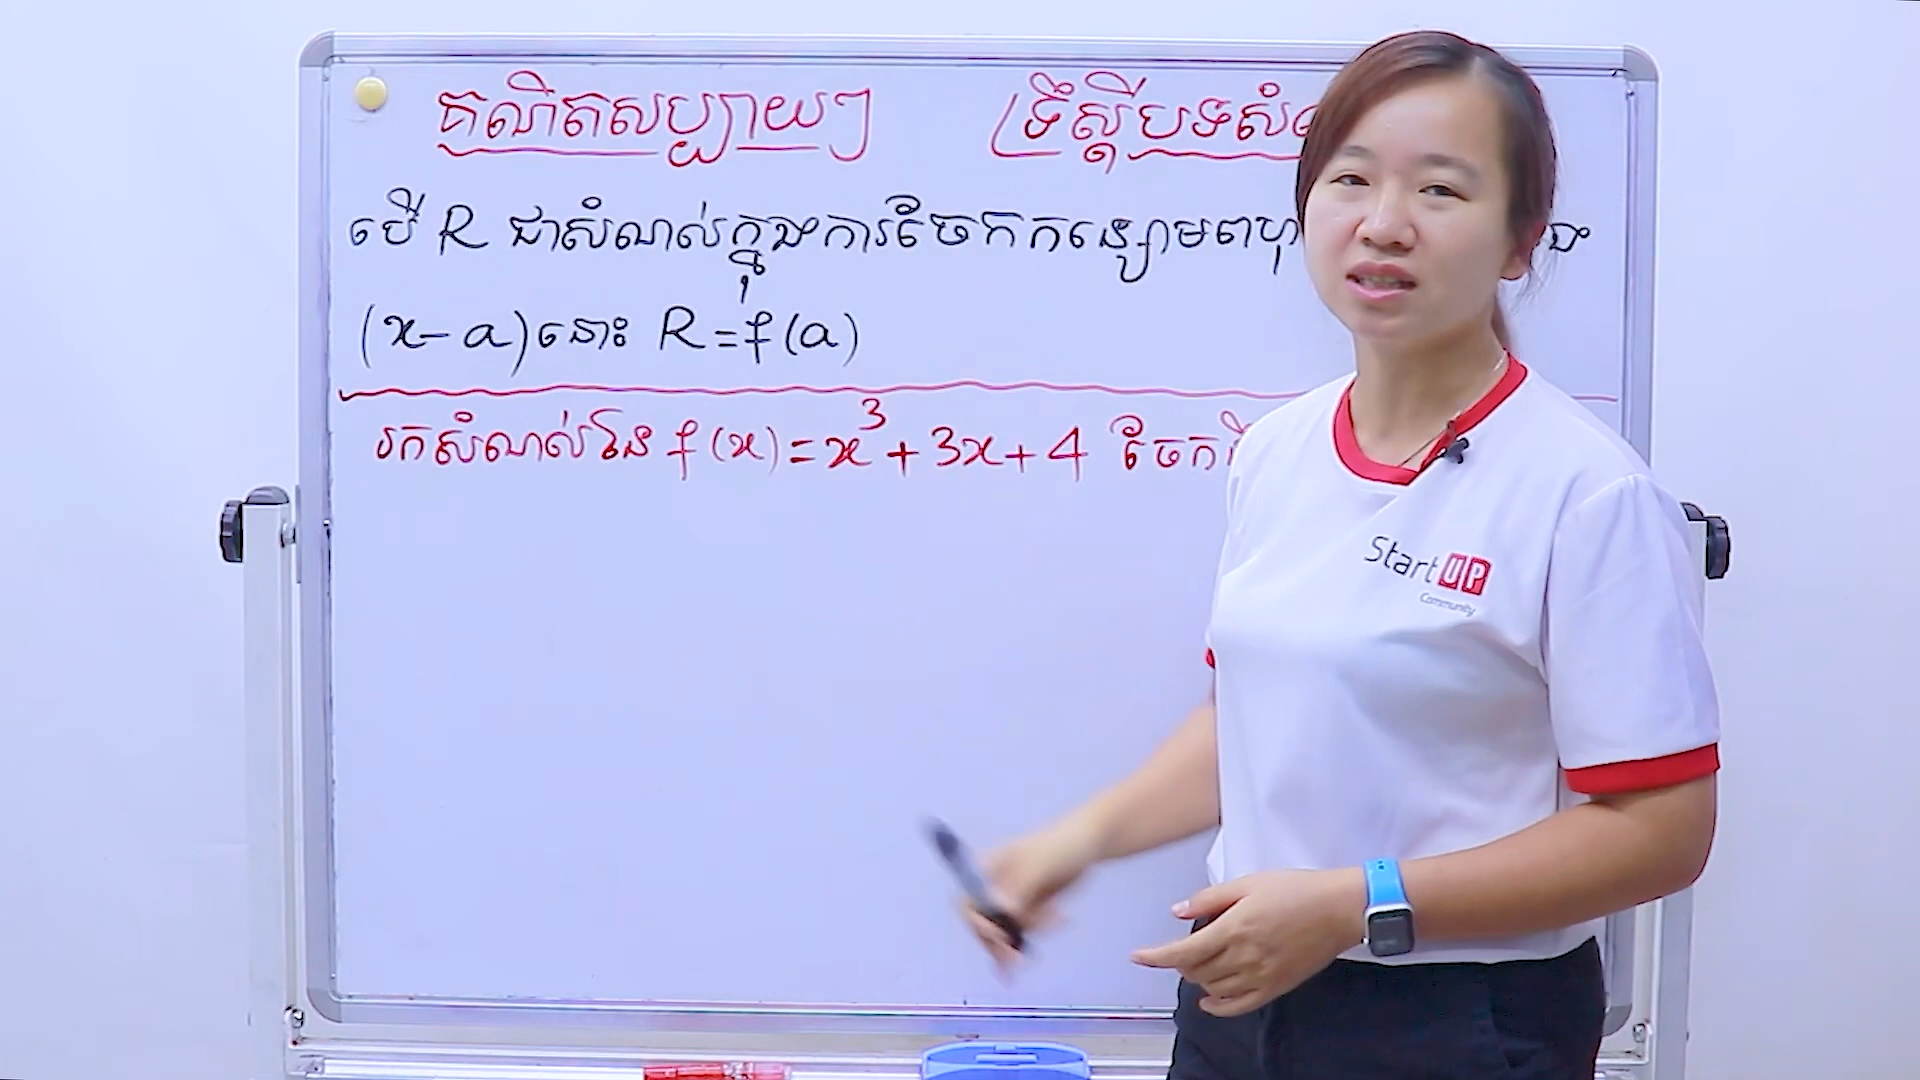 គណិតសប្បាយៗ ទ្រឹស្តីបទសំ
បើ R ជាសំណល់ក្នុងការចែកកន្សោមពហុ
(x-a) នោះ R=f(a)
រកសំណល់នៃ f(x)=x³+3x+4 ចែក
StartUP
Community